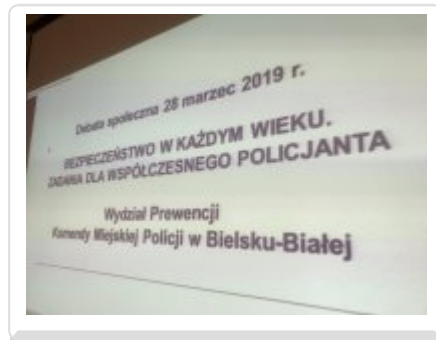 Debata społeczna 28 marzec 2019 r.
BEZPIECZEŃSTWO W KAŻDYM WIEKU.
ZADANIA DLA WSPÓŁCZESNEGO POLICJANTA
Wydział Prewencji
Komendy Miejskiej Policji w Bielsku-Białej